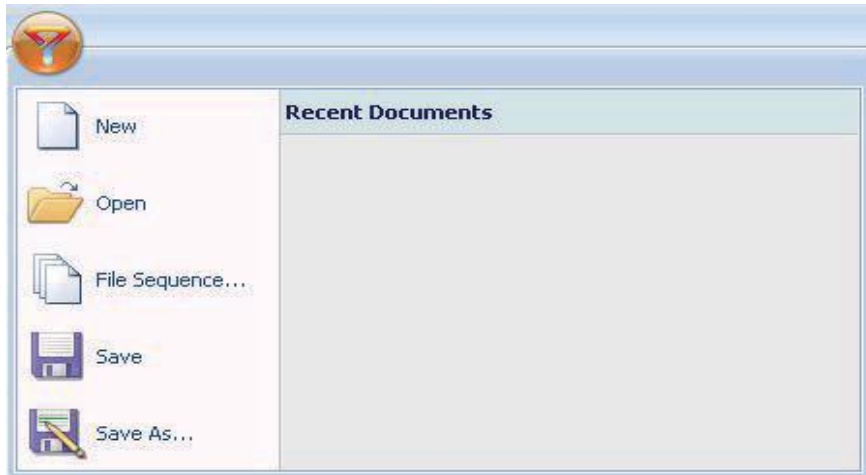 Recent Documents
New
Open
File Sequence...
Save
Save As...